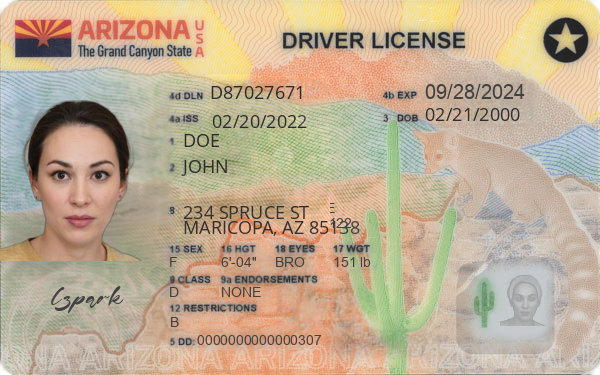 ARIZONA USA
The Grand Canyon State
DRIVER LICENSE
4d DLN D87027671
4b EXP 09/28/2024
4a ISS 02/20/2022
3 DOB 02/21/2000
1 DOE
2 JOHN
8 234 SPRUCE ST
MARICOPA, AZ 85138
15 SEX F
16 HGT 6'-04"
18 EYES BRO
17 WGT 151 lb
9 CLASS D
9a ENDORSEMENTS NONE
12 RESTRICTIONS
B
5 DD: 0000000000000307
ARIZONA ARIZONA ARIZONA ARIZONA